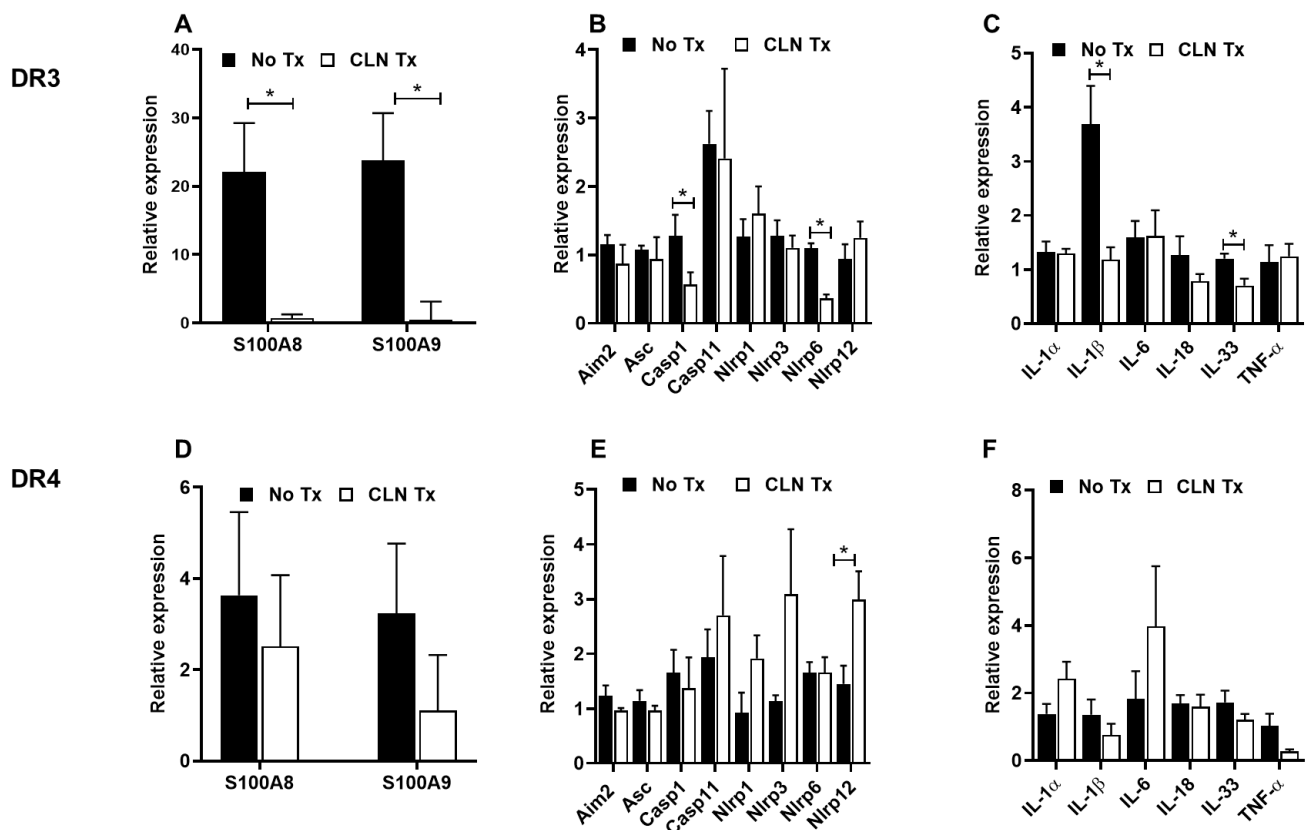 A
B
C
DR3
No Tx CLN Tx
No Tx CLN Tx
No Tx CLN Tx
Relative expression
40
30
20
10
0
* *
S100A8 S100A9
Relative expression
4
3
2
1
0
* *
Aim2 Asc Casp1 Casp11 Nlrp1 Nlrp3 Nlrp6 Nlrp12
Relative expression
5
4
3
2
1
0
* *
IL-1α IL-1β IL-6 IL-18 IL-33 TNF-α
D
E
F
DR4
No Tx CLN Tx
No Tx CLN Tx
No Tx CLN Tx
Relative expression
6
4
2
0
S100A8 S100A9
Relative expression
5
4
3
2
1
0
*
Aim2 Asc Casp1 Casp11 Nlrp1 Nlrp3 Nlrp6 Nlrp12
Relative expression
8
6
4
2
0
IL-1α IL-1β IL-6 IL-18 IL-33 TNF-α